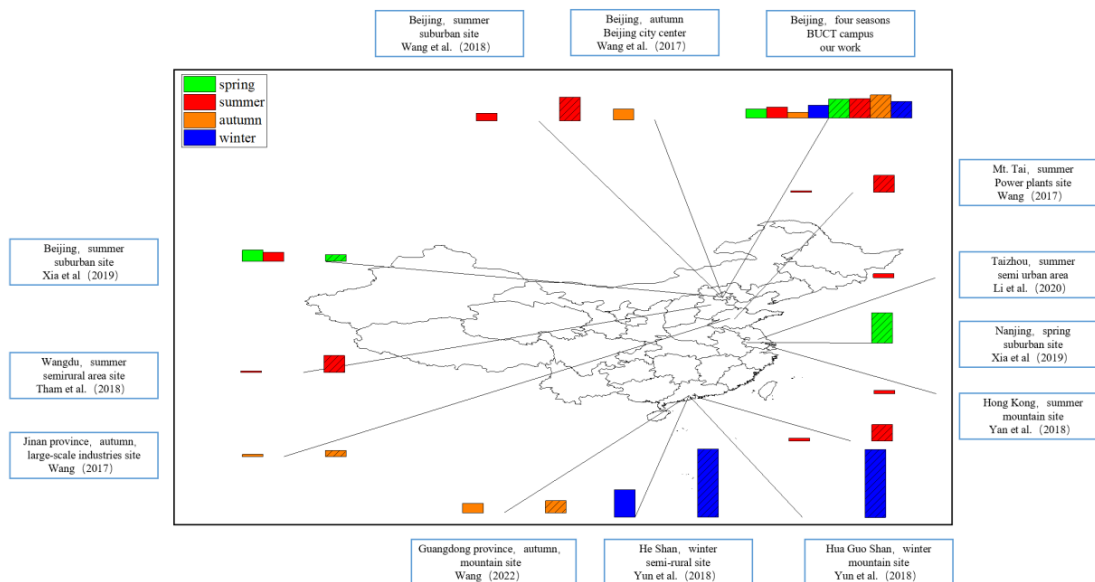 Beijing, summer
suburban site
Wang et al.（2018）
Beijing, autumn
Beijing city center
Wang et al.（2017）
Beijing, four seasons
BUCT campus
our work
spring
summer
autumn
winter
Mt. Tai, summer
Power plants site
Wang（2017）
Beijing, summer
suburban site
Xia et al（2019）
Taizhou, summer
semi urban area
Li et al.（2020）
Nanjing, spring
suburban site
Xia et al（2019）
Wangdu, summer
semirural area site
Tham et al.（2018）
Hong Kong, summer
mountain site
Yan et al.（2018）
Jinan province, autumn,
large-scale industries site
Wang（2017）
Guangdong province, autumn,
mountain site
Wang（2022）
He Shan, winter
semi-rural site
Yun et al.（2018）
Hua Guo Shan, winter
mountain site
Yun et al.（2018）